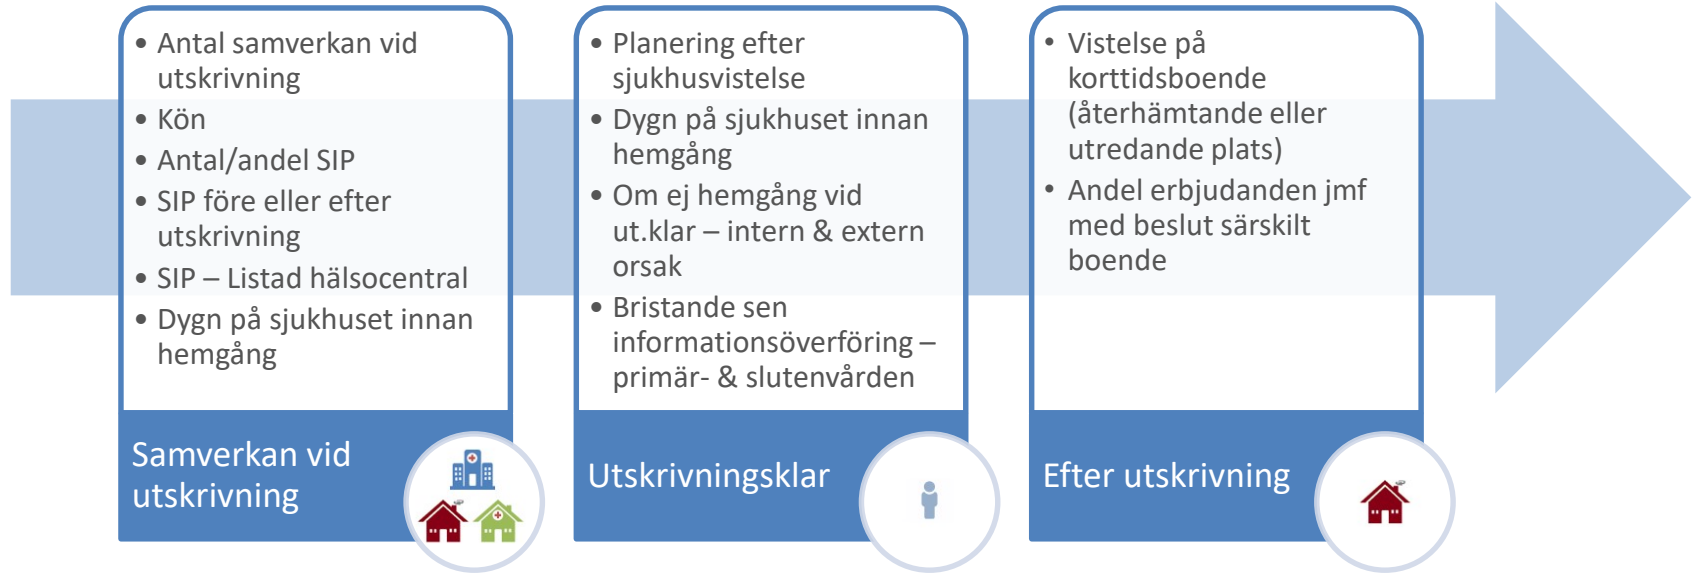 • Antal samverkan vid
utskrivning
• Kön
• Antal/andel SIP
• SIP före eller efter
utskrivning
• SIP – Listad hälsocentral
• Dygn på sjukhuset innan
hemgång
Samverkan vid
utskrivning
• Planering efter
sjukhusvistelse
• Dygn på sjukhuset innan
hemgång
• Om ej hemgång vid
ut.klar – intern & extern
orsak
• Bristande sen
informationsöverföring –
primär- & slutenvården
Utskrivningsklar
• Vistelse på
korttidsboende
(återhämtande eller
utredande plats)
• Andel erbjudanden jmf
med beslut särskilt
boende
Efter utskrivning